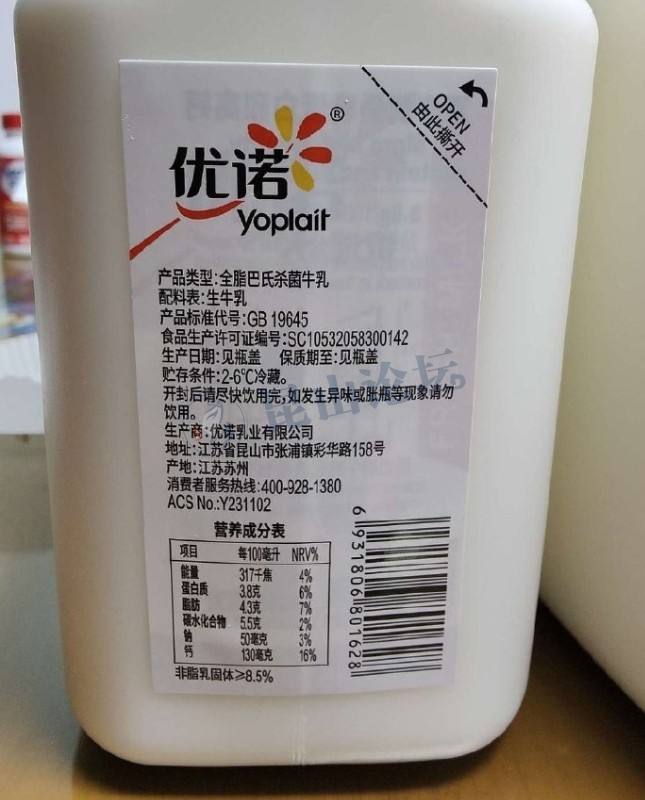 OPEN
由此撕开
优诺®
Yoplait
产品类型:全脂巴氏杀菌牛乳
配料表:生牛乳
产品标准代号:GB 19645
食品生产许可证编号:SC10532058300142
生产日期:见瓶盖 保质期至:见瓶盖
贮存条件:2-6℃冷藏。
开封后请尽快饮用完,如发生异味或胀瓶等现象请勿
饮用。
生产商:优诺乳业有限公司
地址:江苏省昆山市张浦镇彩华路158号
产地:江苏苏州
消费者服务热线:400-928-1380
ACS No.:Y231102
昆山论坛
营养成分表
项目 每100毫升 NRV%
能量 317千焦 4%
蛋白质 3.8克 6%
脂肪 4.3克 7%
碳水化合物 5.5克 2%
钠 50毫克 3%
钙 130毫克 16%
非脂乳固体≥8.5%
6931806801628